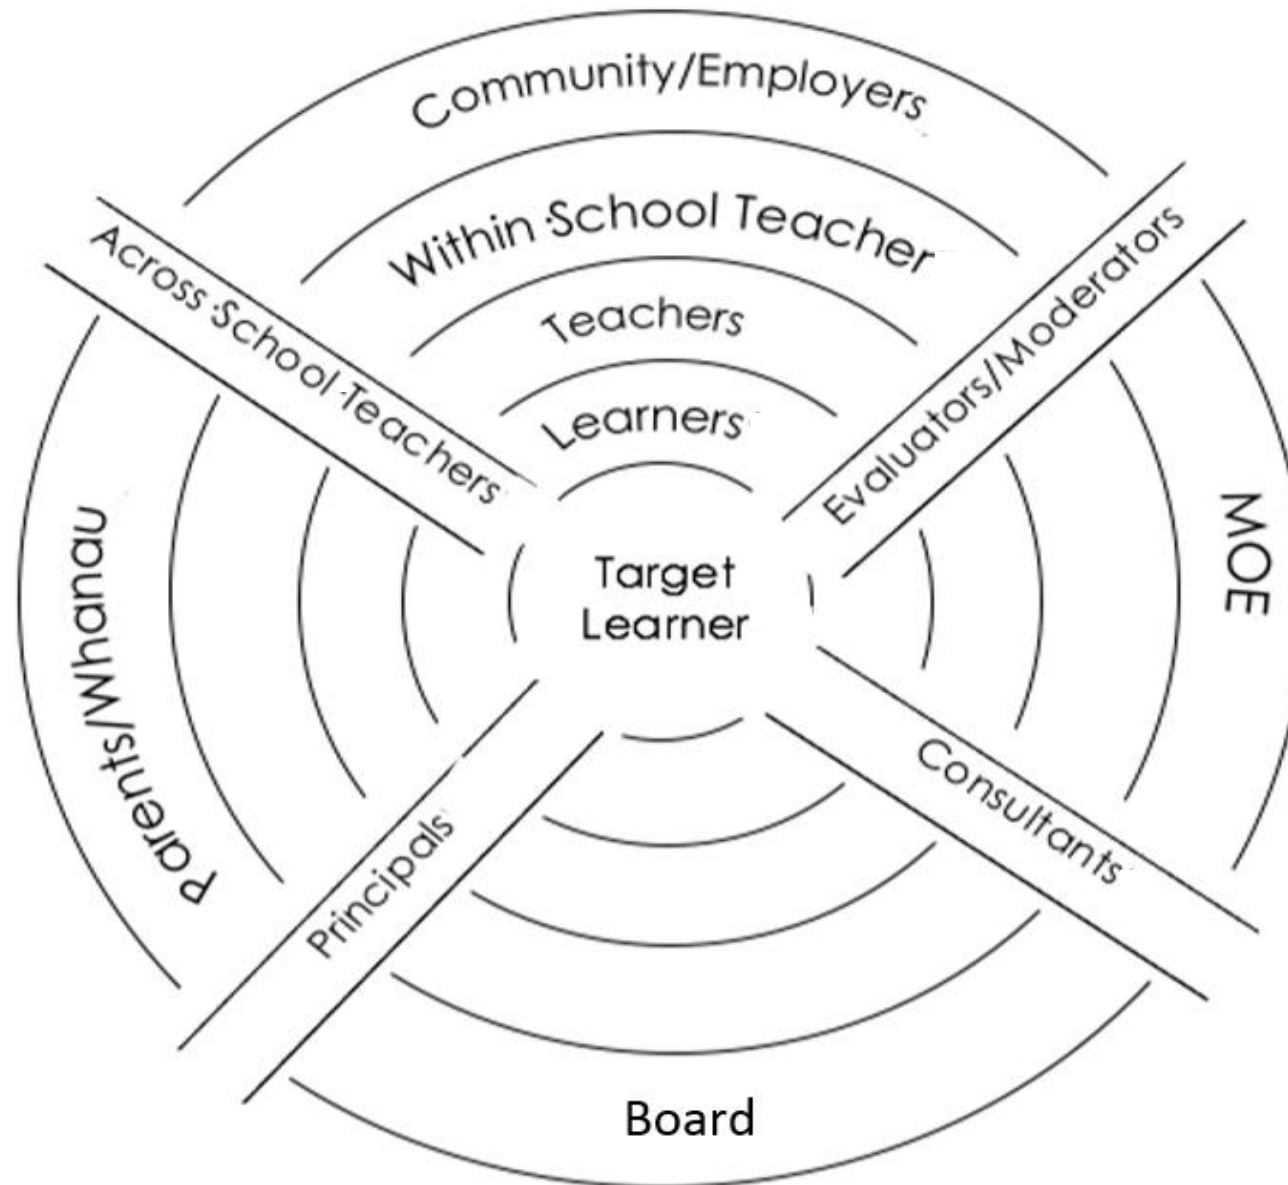 Community/Employers
Within·School Teacher
Teachers
Learners
Across·School·Teachers
Evaluators/Moderators
Target
Learner
MOE
Parents/Whanau
Principals
Consultants
Board